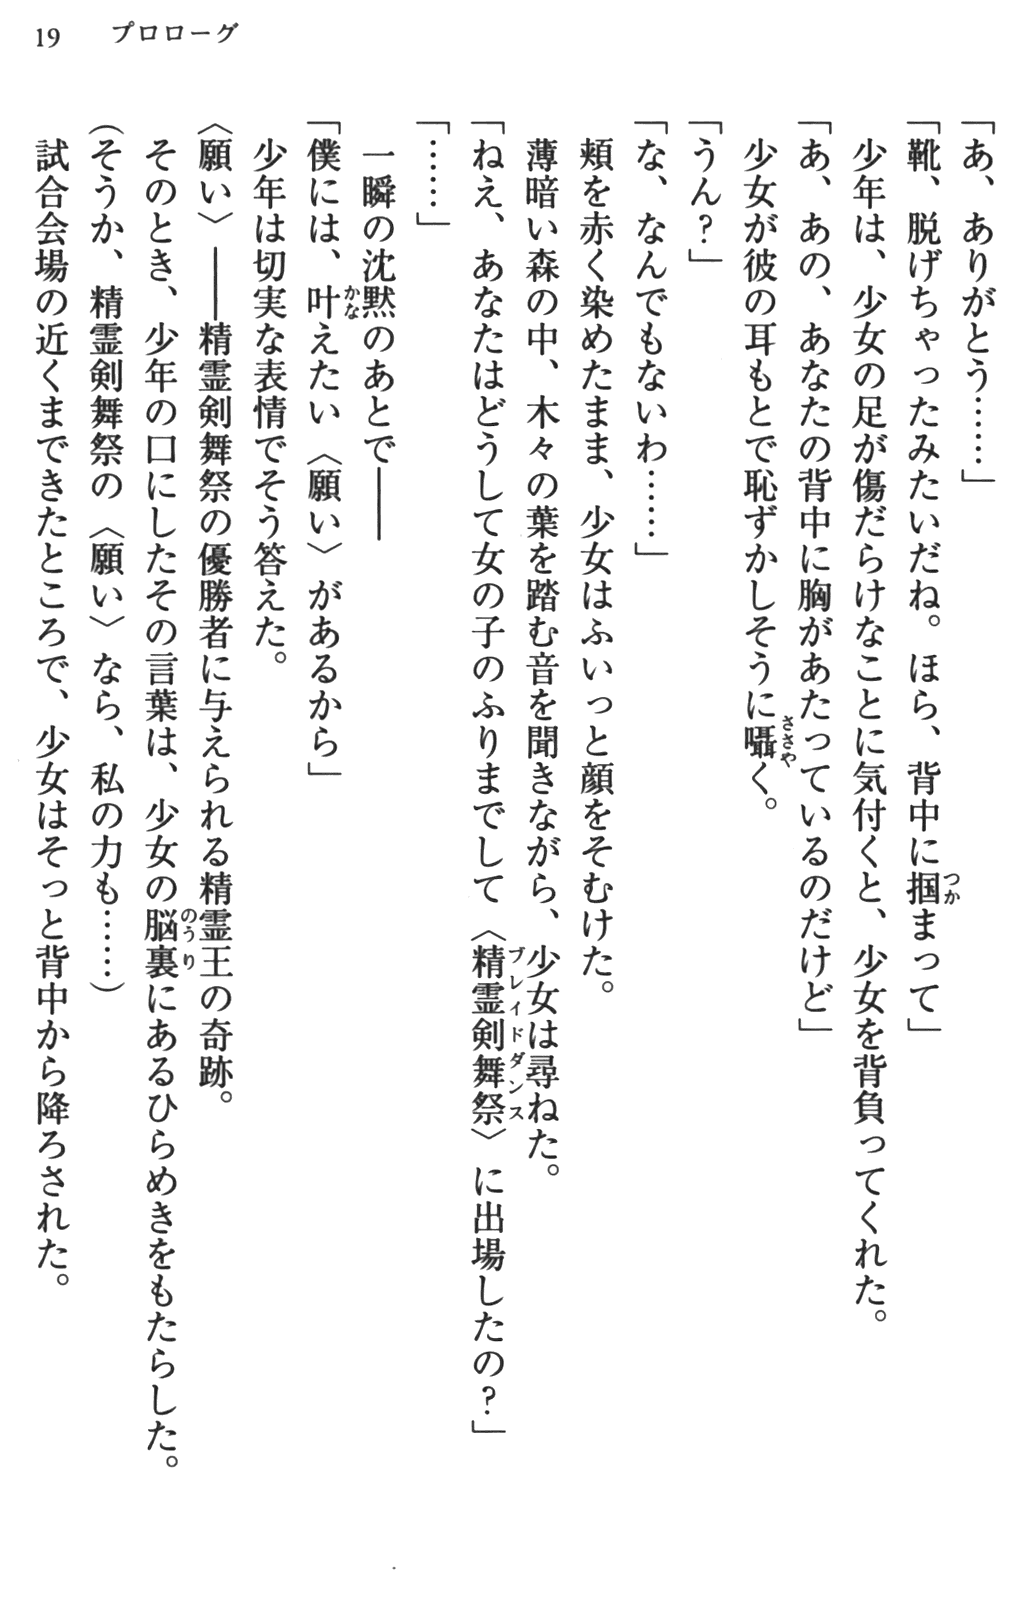 19 プロローグ
「あ、ありがとう……」
「靴、脱げちゃったみたいだね。ほら、背中に掴まって」
少年は、少女の足が傷だらけなことに気付くと、少女を背負ってくれた。
「あ、あの、あなたの背中に胸があたっているのだけど」
少女が彼の耳もとで恥ずかしそうに囁く。
「うん?」
「な、なんでもないわ……」
頬を赤く染めたまま、少女はふいっと顔をそむけた。
薄暗い森の中、木々の葉を踏む音を聞きながら、少女は尋ねた。
「ねえ、あなたはどうして女の子のふりまでして〈精霊剣舞祭〉に出場したの?」
「……」
一瞬の沈黙のあとで――
「僕には、叶えたい〈願い〉があるから」
少年は切実な表情でそう答えた。
〈願い〉――精霊剣舞祭の優勝者に与えられる精霊王の奇跡。
そのとき、少年の口にしたその言葉は、少女の脳裏にあるひらめきをもたらした。
(そうか、精霊剣舞祭の〈願い〉なら、私の力も……)
試合会場の近くまできたところで、少女はそっと背中から降ろされた。
つか
ささや
ブレイドダンス
かな
のうり